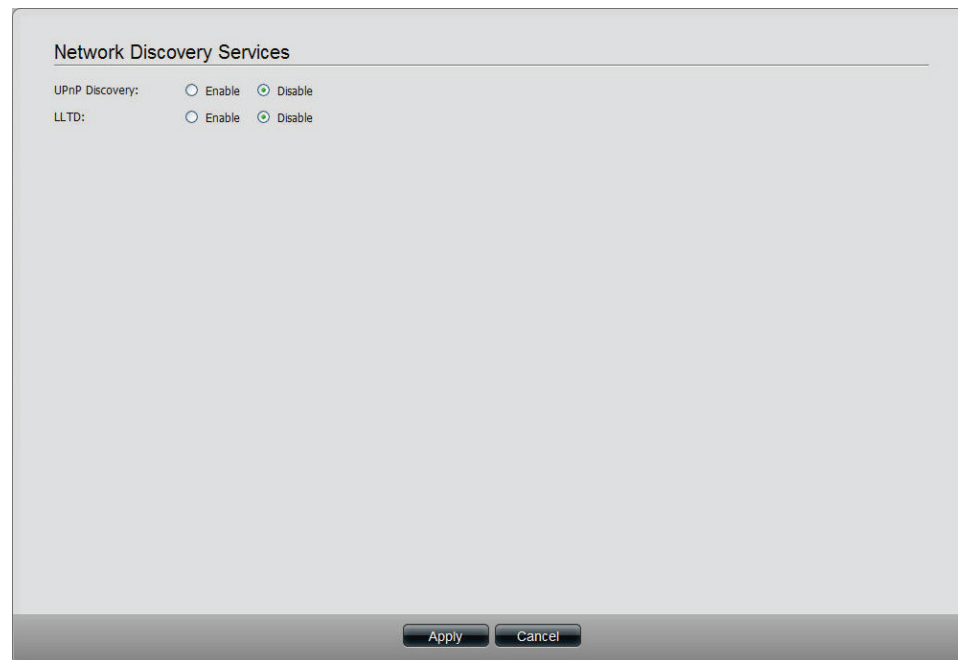 Network Discovery Services
UPnP Discovery: Enable Disable
LLTD: Enable Disable
Apply Cancel